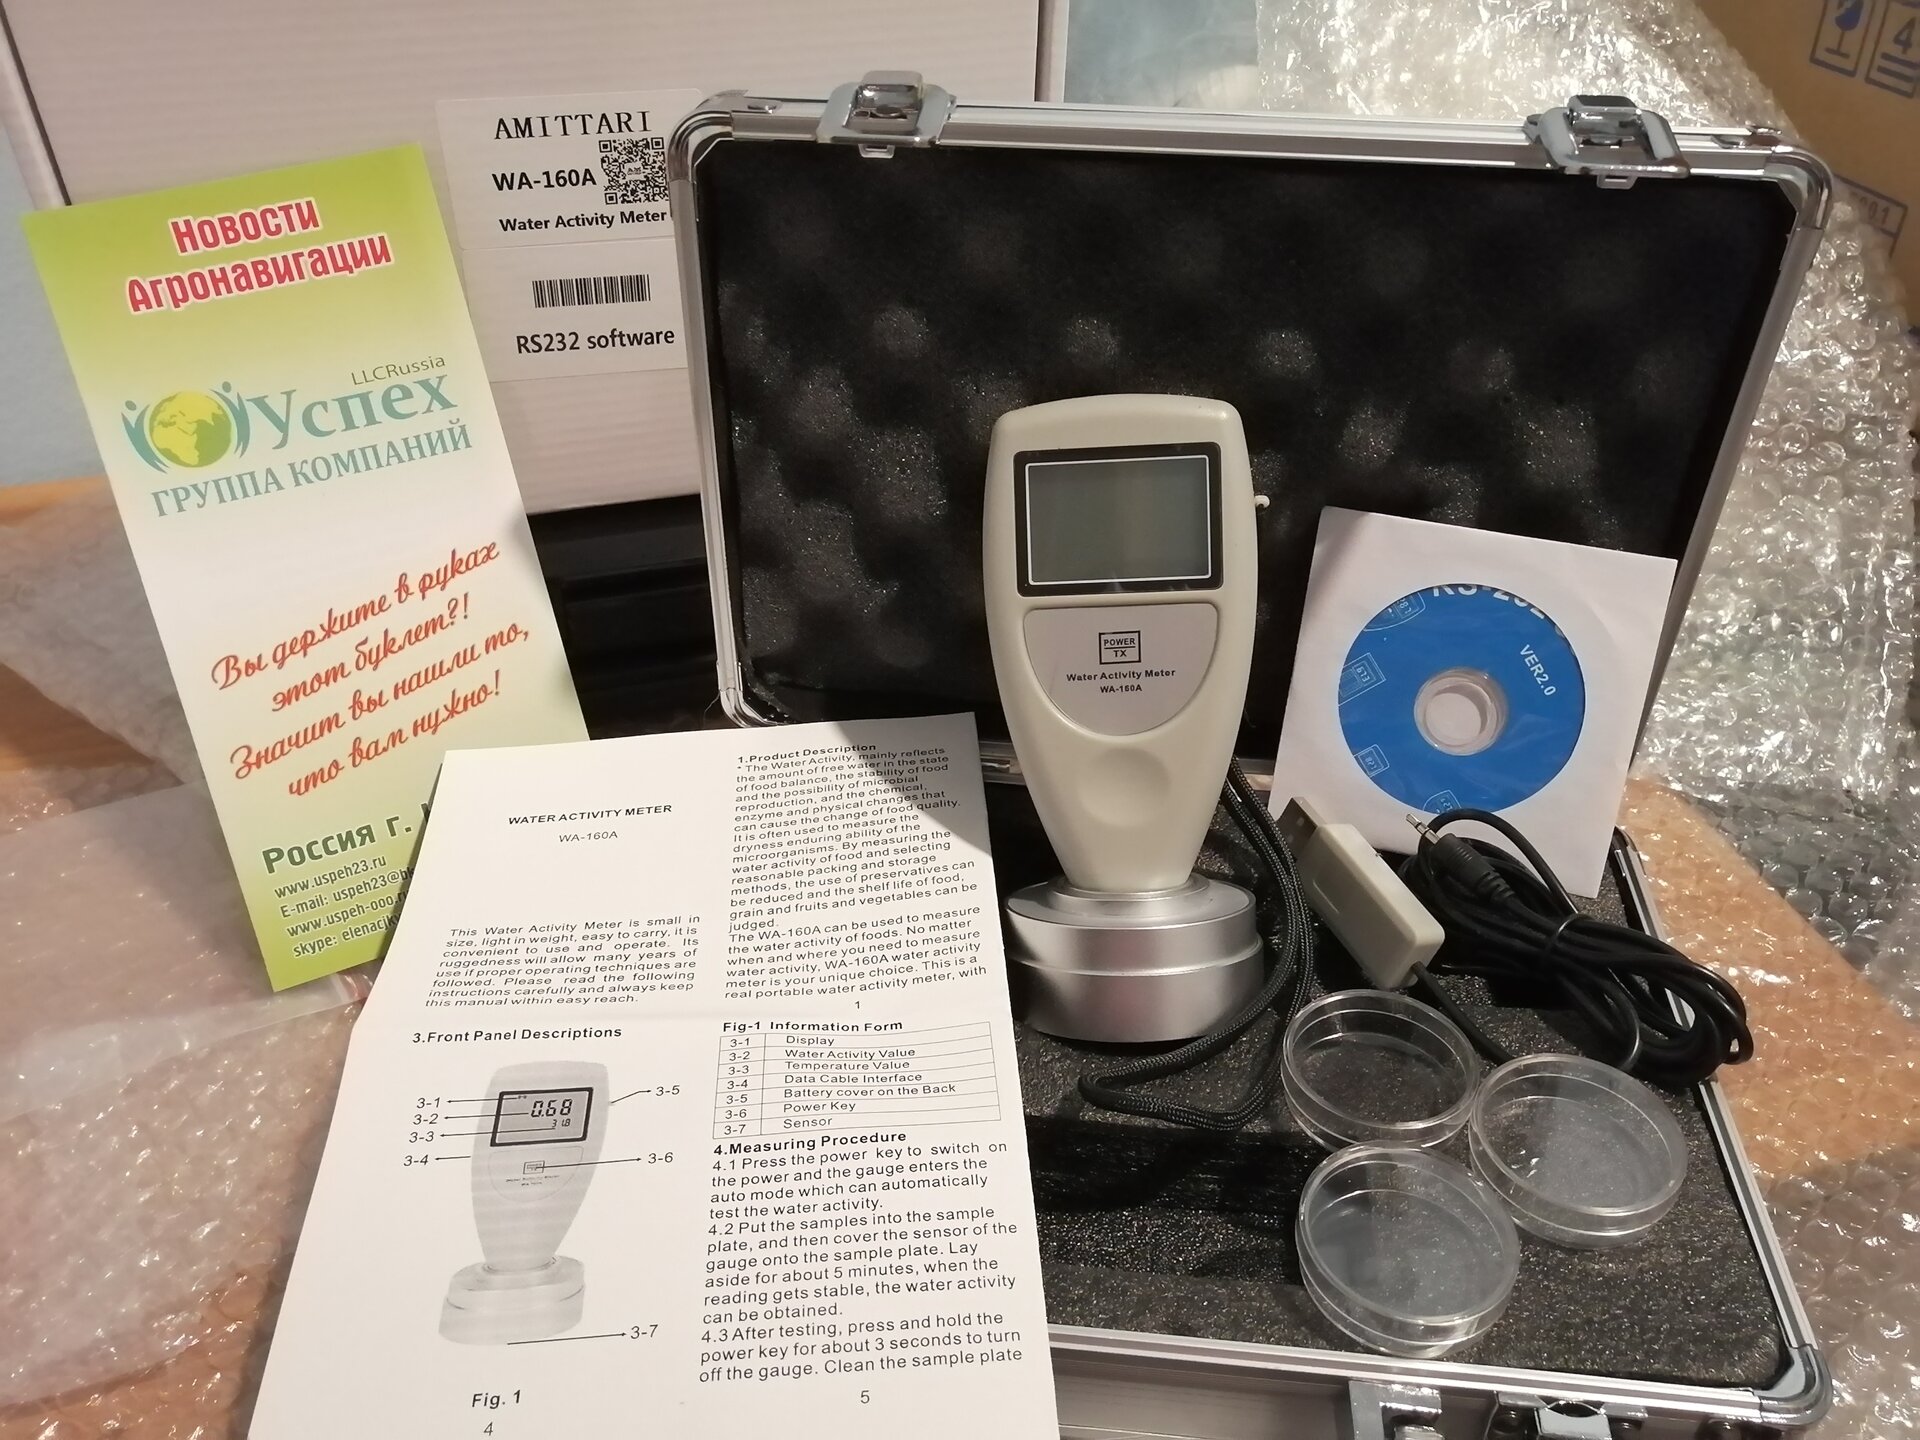 AMITTARI
WA-160A
Water Activity Meter
RS232 software
Новости
Агронавигации
LLCRussia
Успех
ГРУППА КОМПАНИЙ
Вы держите в руках
этот буклет?!
Значит вы нашли то,
что вам нужно!
Россия г.
www.uspeh23.ru
E-mail: uspeh23@
www.uspeh-ooo.
skype:
POWER
TX
Water Activity Meter
WA-160A
VER2.0
WATER ACTIVITY METER
WA-160A
This Water Activity Meter is small in
size, light in weight, easy to carry. It is
convenient to use and operate. Its
ruggedness will allow many years of
use if proper operating techniques are
followed. Please read the following
instructions carefully and always keep
this manual within easy reach.
1.Product Description
* The Water Activity, mainly reflects
the amount of free water in the state
of food balance, the stability of food
and the possibility of microbial
reproduction, and the chemical,
enzyme and physical changes that
can cause the change of food quality.
It is often used to measure the
dryness enduring ability of the
microorganisms. By measuring the
water activity of food and selecting
reasonable packing and storage
methods, the use of preservatives can
be reduced and the shelf life of food,
grain and fruits and vegetables can be
judged.
The WA-160A can be used to measure
the water activity of foods. No matter
when and where you need to measure
water activity, WA-160A water activity
meter is your unique choice. This is a
real portable water activity meter, with
1
3.Front Panel Descriptions
3-1
3-2
3-3
3-4
3-5
3-6
3-7
0.68
31.8
Fig. 1
4
Fig-1 Information Form
3-1 Display
3-2 Water Activity Value
3-3 Temperature Value
3-4 Data Cable Interface
3-5 Battery cover on the Back
3-6 Power Key
3-7 Sensor
4.Measuring Procedure
4.1 Press the power key to switch on
the power and the gauge enters the
auto mode which can automatically
test the water activity.
4.2 Put the samples into the sample
plate, and then cover the sensor of the
gauge onto the sample plate. Lay
aside for about 5 minutes, when the
reading gets stable, the water activity
can be obtained.
4.3 After testing, press and hold the
power key for about 3 seconds to turn
off the gauge. Clean the sample plate
5